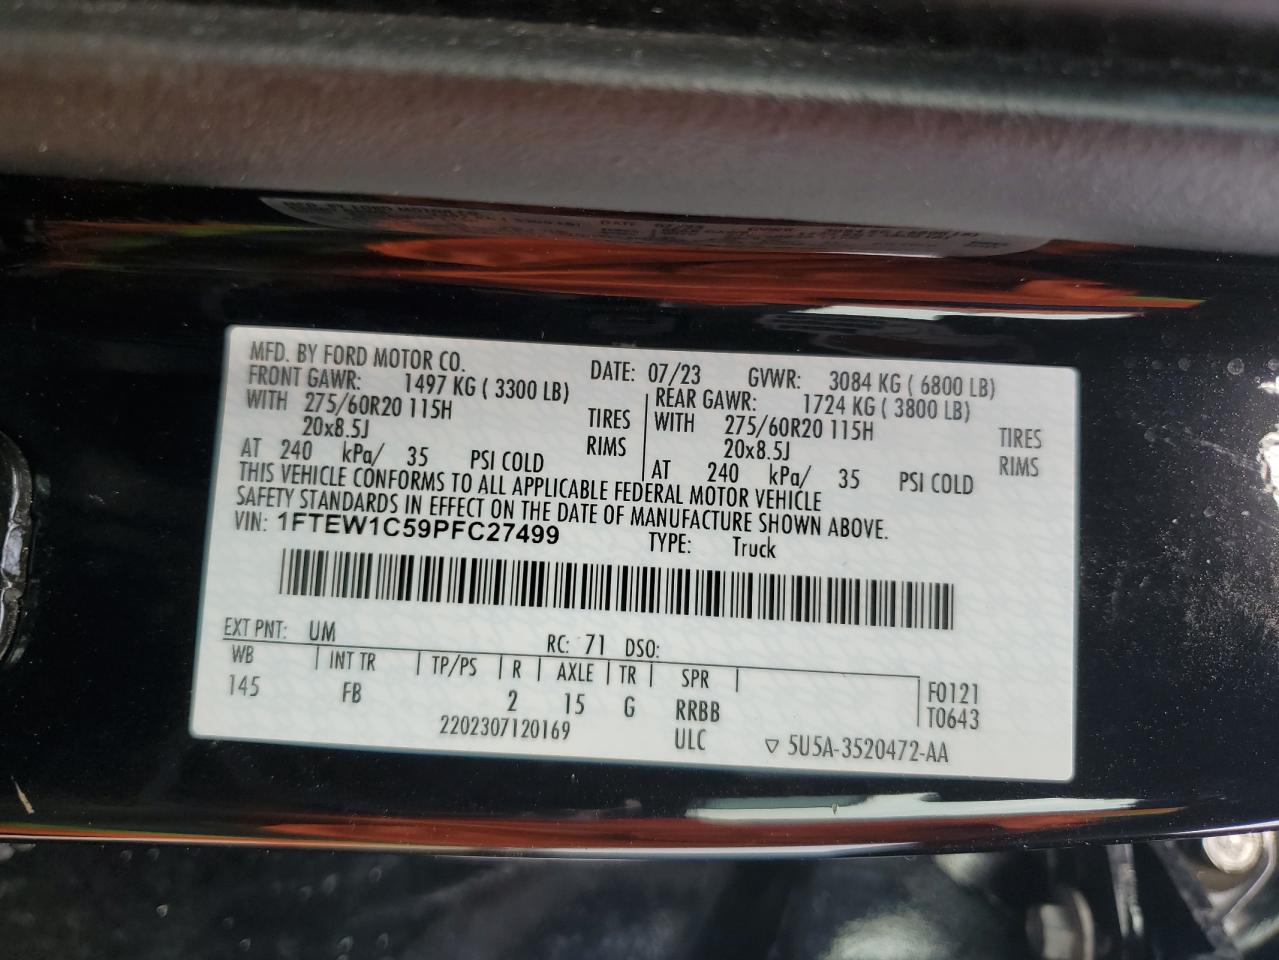 MFD. BY FORD MOTOR CO. DATE: 07/23 GVWR: 3084 KG ( 6800 LB)
FRONT GAWR: 1497 KG ( 3300 LB) REAR GAWR: 1724 KG ( 3800 LB)
WITH 275/60R20 115H TIRES WITH 275/60R20 115H TIRES
20x8.5J RIMS 20x8.5J RIMS
AT 240 kPa/ 35 PSI COLD AT 240 kPa/ 35 PSI COLD
THIS VEHICLE CONFORMS TO ALL APPLICABLE FEDERAL MOTOR VEHICLE
SAFETY STANDARDS IN EFFECT ON THE DATE OF MANUFACTURE SHOWN ABOVE.
VIN: 1FTEW1C59PFC27499 TYPE: Truck
EXT PNT: UM RC: 71 DSO:
WB INT TR TP/PS R AXLE TR SPR
145 FB 2 15 G RRBB F0121
2202307120169 ULC T0643
5U5A-3520472-AA